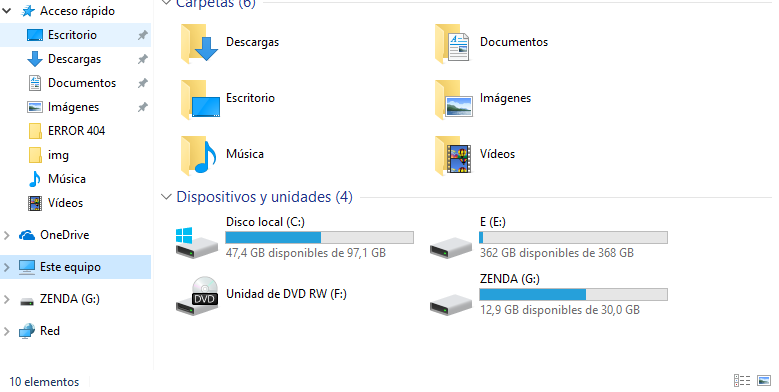 Acceso rápido
Escritorio
Descargas
Documentos
Imágenes
ERROR 404
img
Música
Vídeos
OneDrive
Este equipo
ZENDA (G:)
Red
Carpetas (6)
Descargas
Documentos
Escritorio
Imágenes
Música
Vídeos
Dispositivos y unidades (4)
Disco local (C:)
47,4 GB disponibles de 97,1 GB
E (E:)
362 GB disponibles de 368 GB
DVD
Unidad de DVD RW (F:)
ZENDA (G:)
12,9 GB disponibles de 30,0 GB
10 elementos